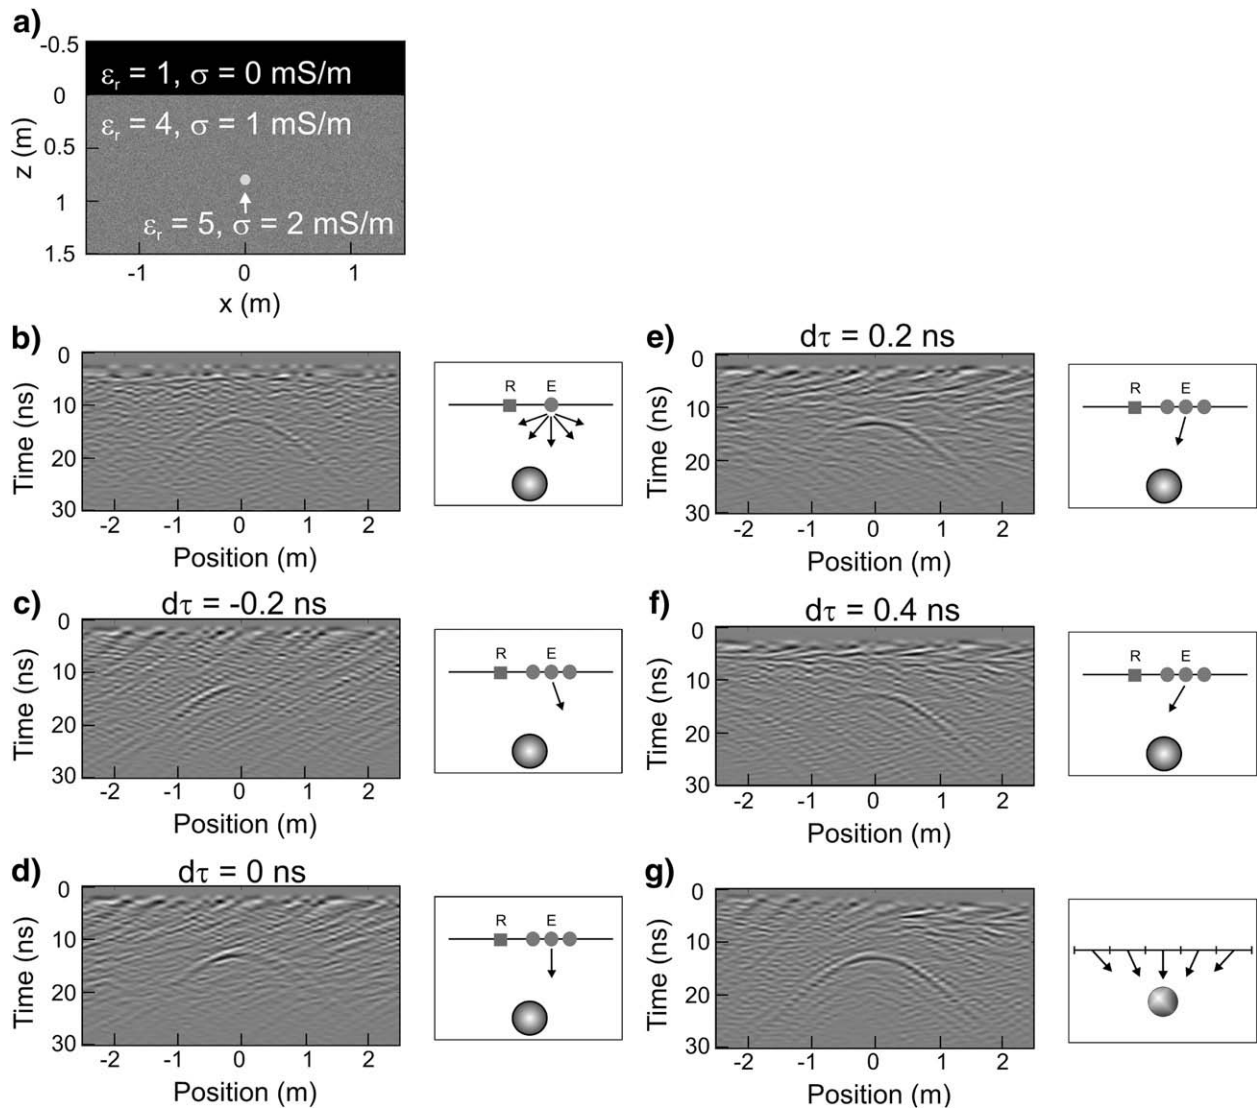 a)
-0.5
0
0.5
1
1.5
z (m)
εr = 1, σ = 0 mS/m
εr = 4, σ = 1 mS/m
εr = 5, σ = 2 mS/m
-1
0
1
x (m)
b)
0
10
20
30
Time (ns)
-2
-1
0
1
2
Position (m)
R
E
c)
dτ = -0.2 ns
0
10
20
30
Time (ns)
-2
-1
0
1
2
Position (m)
R
E
d)
dτ = 0 ns
0
10
20
30
Time (ns)
-2
-1
0
1
2
Position (m)
R
E
e)
dτ = 0.2 ns
0
10
20
30
Time (ns)
-2
-1
0
1
2
Position (m)
R
E
f)
dτ = 0.4 ns
0
10
20
30
Time (ns)
-2
-1
0
1
2
Position (m)
R
E
g)
0
10
20
30
Time (ns)
-2
-1
0
1
2
Position (m)